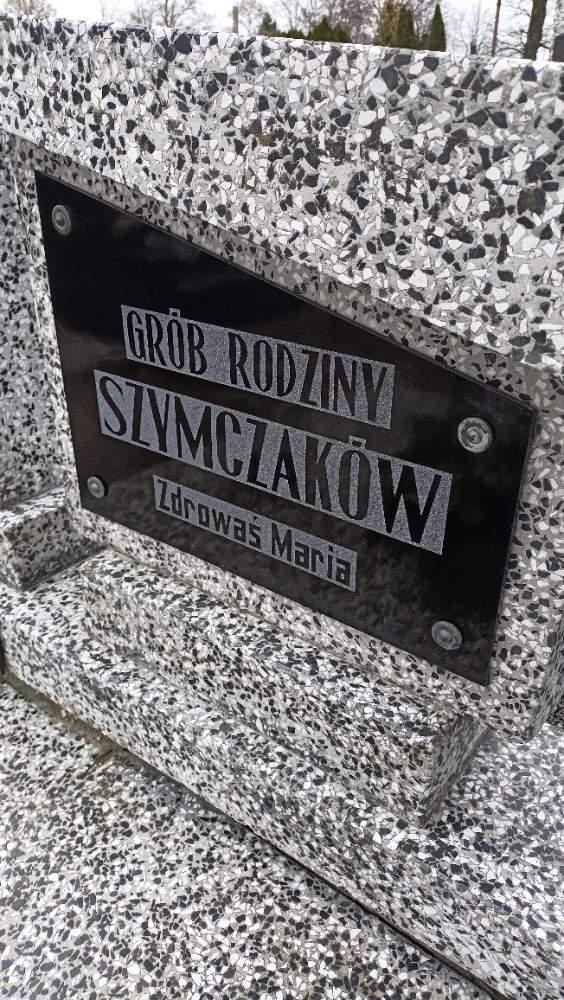 GRÓB RODZINY
SZYMCZAKÓW
Zdrowaś Maria